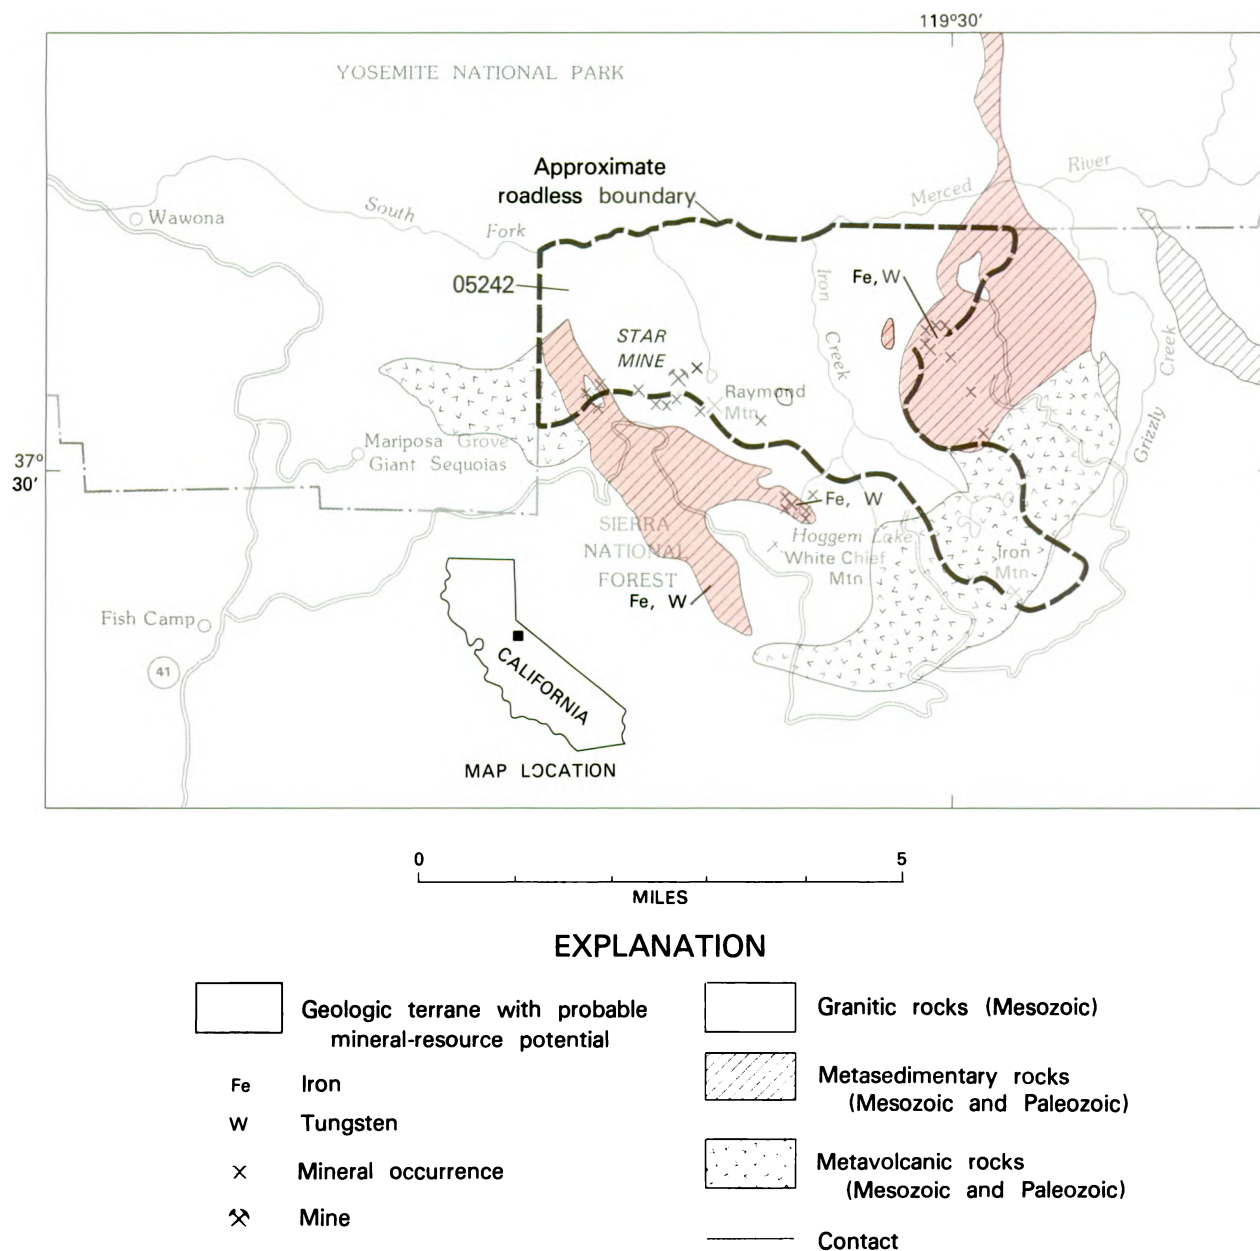 119°30'
YOSEMITE NATIONAL PARK
Approximate
roadless boundary
Merced
River
South
Fork
Wawona
05242
Iron
Creek
Fe, W
STAR
MINE
Raymond
Mtn
Grizzly
Creek
Mariposa Grove
Giant Sequoias
37°
30'
Fe, W
SIERRA
NATIONAL
FOREST
Hoggem Lake
White Chief
Mtn
Iron
Mtn
Fe, W
Fish Camp
41
CALIFORNIA
MAP LOCATION
0
5
MILES
EXPLANATION
Geologic terrane with probable
mineral-resource potential
Fe Iron
W Tungsten
Mineral occurrence
Mine
Granitic rocks (Mesozoic)
Metasedimentary rocks
(Mesozoic and Paleozoic)
Metavolcanic rocks
(Mesozoic and Paleozoic)
Contact